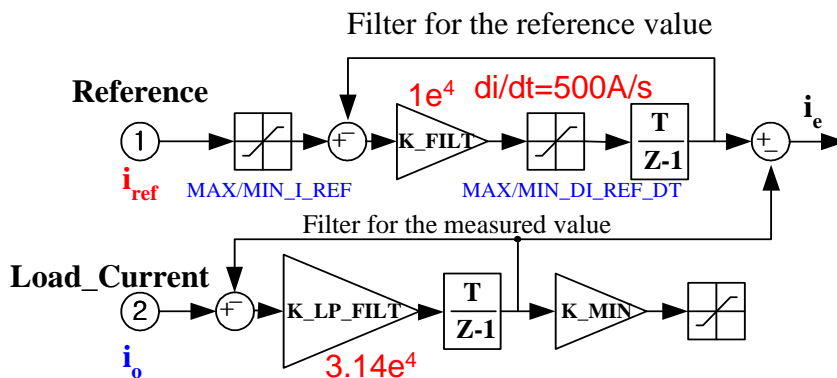 Filter for the reference value
1e⁴ di/dt=500A/s
Reference
i_e
1
+
−
K_FILT
T
Z-1
+
−
i_ref
MAX/MIN_I_REF
MAX/MIN_DI_REF_DT
Filter for the measured value
Load_Current
2
+
−
K_LP_FILT
T
Z-1
K_MIN
i_o
3.14e⁴